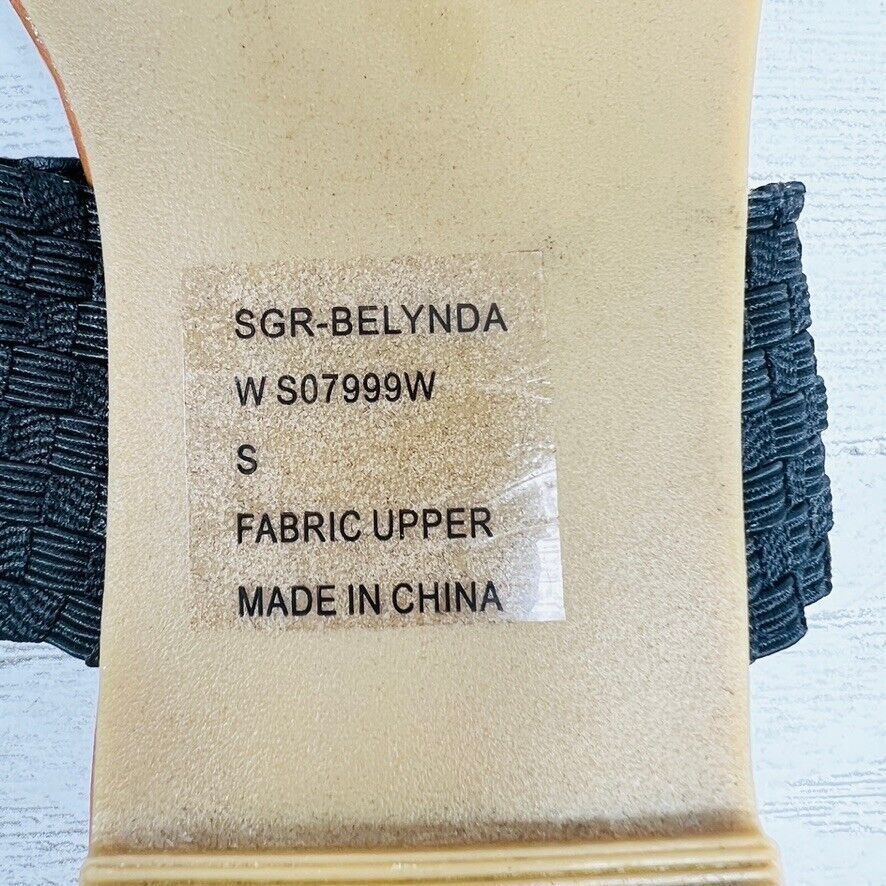 SGR-BELYNDA
W S07999W
S
FABRIC UPPER
MADE IN CHINA